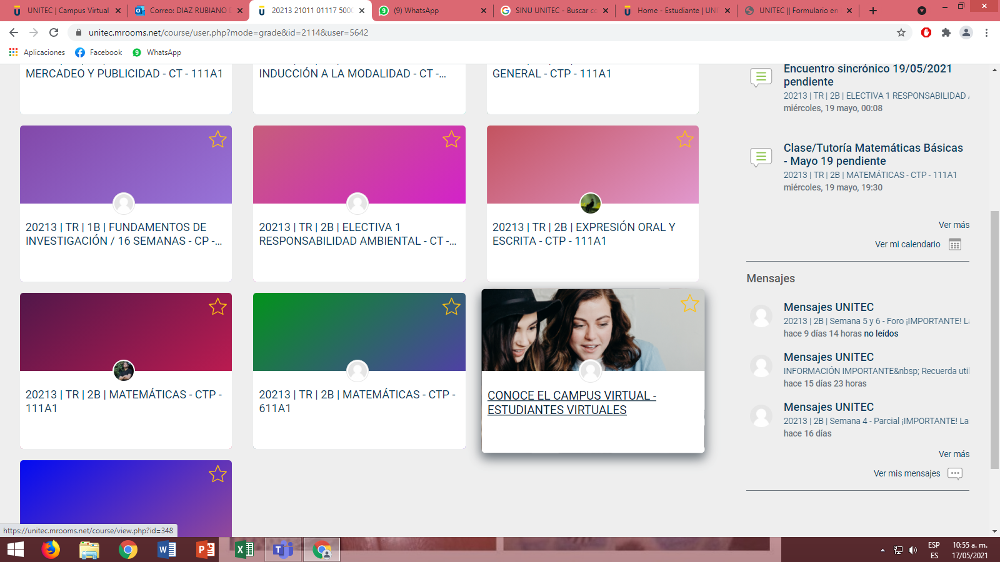 UNITEC | Campus Virtual
Correo: DIAZ RUBIANO
20213 21011 01117 500
(9) WhatsApp
SINU UNITEC - Buscar co
Home - Estudiante | UNI
UNITEC || Formulario en
unitec.mrooms.net/course/user.php?mode=grade&id=2114&user=5642
Aplicaciones
Facebook
WhatsApp
MERCADEO Y PUBLICIDAD - CT - 111A1
INDUCCIÓN A LA MODALIDAD - CT -...
GENERAL - CTP - 111A1
20213 | TR | 1B | FUNDAMENTOS DE
INVESTIGACIÓN / 16 SEMANAS - CP -...
20213 | TR | 2B | ELECTIVA 1
RESPONSABILIDAD AMBIENTAL - CT -...
20213 | TR | 2B | EXPRESIÓN ORAL Y
ESCRITA - CTP - 111A1
20213 | TR | 2B | MATEMÁTICAS - CTP -
111A1
20213 | TR | 2B | MATEMÁTICAS - CTP -
611A1
CONOCE EL CAMPUS VIRTUAL -
ESTUDIANTES VIRTUALES
Encuentro sincrónico 19/05/2021
pendiente
20213 | TR | 2B | ELECTIVA 1 RESPONSABILIDAD
miércoles, 19 mayo, 00:08
Clase/Tutoría Matemáticas Básicas
- Mayo 19 pendiente
20213 | TR | 2B | MATEMÁTICAS - CTP - 111A1
miércoles, 19 mayo, 19:30
Ver más
Ver mi calendario
Mensajes
Mensajes UNITEC
20213 | 2B | Semana 5 y 6 - Foro ¡IMPORTANTE! La
hace 9 días 14 horas no leídos
Mensajes UNITEC
INFORMACIÓN IMPORTANTE&nbsp; Recuerda util
hace 15 días 23 horas
Mensajes UNITEC
20213 | 2B | Semana 4 - Parcial ¡IMPORTANTE! La
hace 16 días
Ver más
Ver mis mensajes
https://unitec.mrooms.net/course/view.php?id=348
ESP
ES
10:55 a. m.
17/05/2021